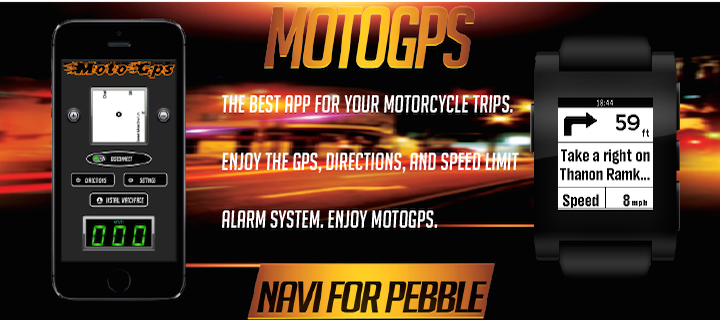 MOTOGPS
THE BEST APP FOR YOUR MOTORCYCLE TRIPS.
ENJOY THE GPS, DIRECTIONS, AND SPEED LIMIT
ALARM SYSTEM. ENJOY MOTOGPS.
NAVI FOR PEBBLE
Moto Gps
DISCONNECT
DIRECTIONS
SETTINGS
INSTALL WATCHFACE
000
18:44
59 ft
Take a right on
Thanon Ramk...
Speed 8 mph